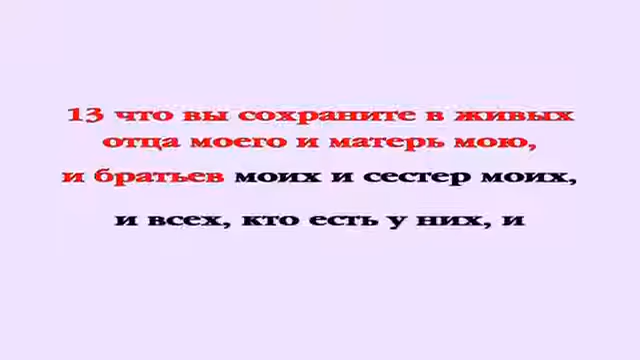 13 что вы сохраните в живых
отца моего и матерь мою,
и братьев моих и сестер моих,
и всех, кто есть у них, и